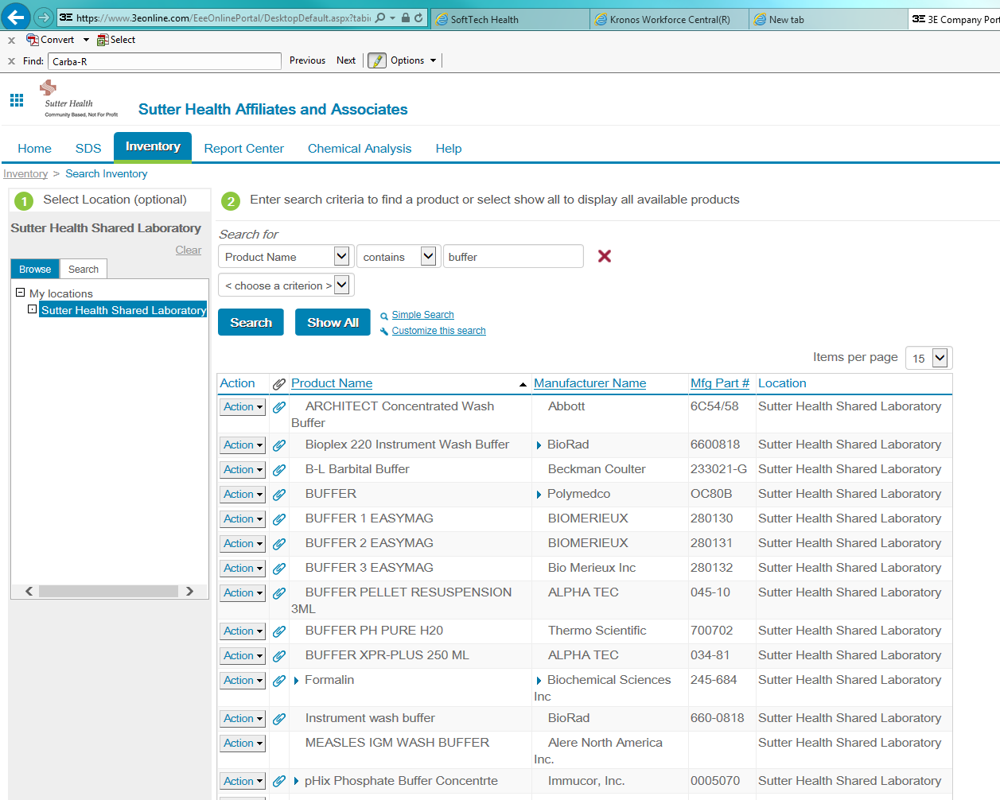 3E https://www.3eonline.com/EeeOnlinePortal/DesktopDefault.aspx?tabi
SoftTech Health
Kronos Workforce Central(R)
New tab
3E 3E Company Por
x Convert Select
x Find: Carba-R Previous Next Options
Sutter Health
Community Based, Not For Profit
Sutter Health Affiliates and Associates
Home SDS Inventory Report Center Chemical Analysis Help
Inventory > Search Inventory
1 Select Location (optional)
Sutter Health Shared Laboratory
Clear
Browse Search
My locations
Sutter Health Shared Laboratory
2 Enter search criteria to find a product or select show all to display all available products
Search for
Product Name contains buffer
< choose a criterion >
Search Show All Simple Search
Customize this search
Items per page 15
Action Product Name Manufacturer Name Mfg Part # Location
Action ARCHITECT Concentrated Wash Buffer Abbott 6C54/58 Sutter Health Shared Laboratory
Action Bioplex 220 Instrument Wash Buffer BioRad 6600818 Sutter Health Shared Laboratory
Action B-L Barbital Buffer Beckman Coulter 233021-G Sutter Health Shared Laboratory
Action BUFFER Polymedco OC80B Sutter Health Shared Laboratory
Action BUFFER 1 EASYMAG BIOMERIEUX 280130 Sutter Health Shared Laboratory
Action BUFFER 2 EASYMAG BIOMERIEUX 280131 Sutter Health Shared Laboratory
Action BUFFER 3 EASYMAG Bio Merieux Inc 280132 Sutter Health Shared Laboratory
Action BUFFER PELLET RESUSPENSION 3ML ALPHA TEC 045-10 Sutter Health Shared Laboratory
Action BUFFER PH PURE H20 Thermo Scientific 700702 Sutter Health Shared Laboratory
Action BUFFER XPR-PLUS 250 ML ALPHA TEC 034-81 Sutter Health Shared Laboratory
Action Formalin Biochemical Sciences Inc 245-684 Sutter Health Shared Laboratory
Action Instrument wash buffer BioRad 660-0818 Sutter Health Shared Laboratory
Action MEASLES IGM WASH BUFFER Alere North America Inc. Sutter Health Shared Laboratory
Action pHix Phosphate Buffer Concentrte Immucor, Inc. 0005070 Sutter Health Shared Laboratory